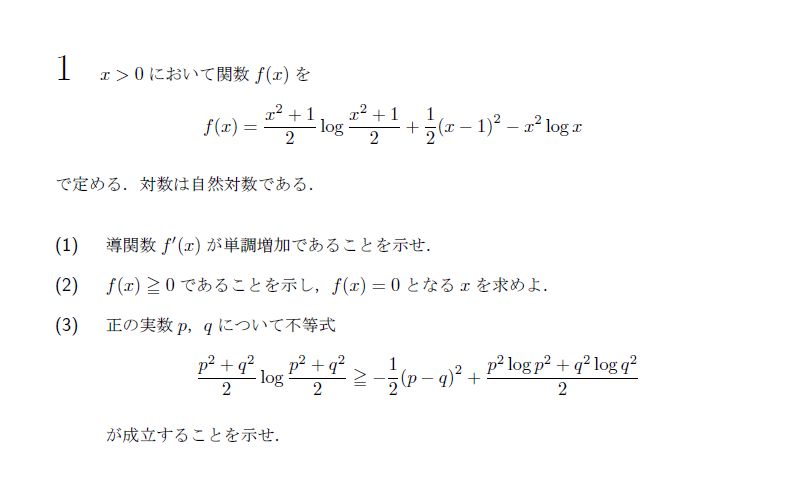 1 x > 0 において関数 f(x) を
f(x) = \frac{x^2 + 1}{2} \log \frac{x^2 + 1}{2} + \frac{1}{2}(x − 1)^2 − x^2 \log x
で定める．対数は自然対数である．
(1) 導関数 f′(x) が単調増加であることを示せ．
(2) f(x) ≧ 0 であることを示し，f(x) = 0 となる x を求めよ．
(3) 正の実数 p，q について不等式
\frac{p^2 + q^2}{2} \log \frac{p^2 + q^2}{2} ≧ −\frac{1}{2}(p − q)^2 + \frac{p^2 \log p^2 + q^2 \log q^2}{2}
が成立することを示せ．